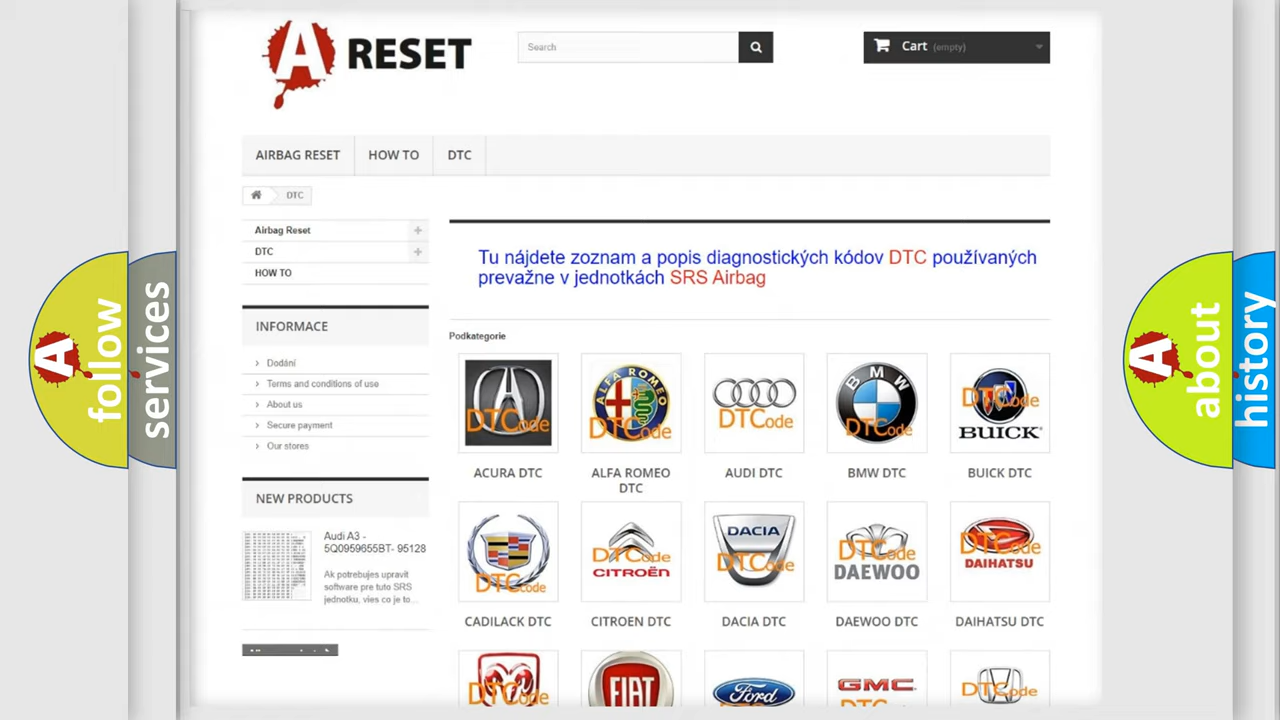 A RESET
Search
Cart (empty)
AIRBAG RESET
HOW TO
DTC
DTC
Airbag Reset
DTC
HOW TO
Tu nájdete zoznam a popis diagnostických kódov DTC používaných
prevažne v jednotkách SRS Airbag
INFORMACE
Dodání
Terms and conditions of use
About us
Secure payment
Our stores
NEW PRODUCTS
Audi A3 -
5Q0959655BT- 95128
Ak potrebujes upravit
software pre tuto SRS
jednotku, vies co je to...
Podkategorie
DTCode
ALFA ROMEO
DTCode
DTCode
BMW
DTCode
DTCode
BUICK
ACURA DTC
ALFA ROMEO
DTC
AUDI DTC
BMW DTC
BUICK DTC
DTCode
DTCode
CITROËN
DACIA
DTCode
DTCode
DAEWOO
DTCode
DAIHATSU
CADILACK DTC
CITROEN DTC
DACIA DTC
DAEWOO DTC
DAIHATSU DTC
DTCode
FIAT
Ford
GMC
DTCode
A
follow
services
A
about
history